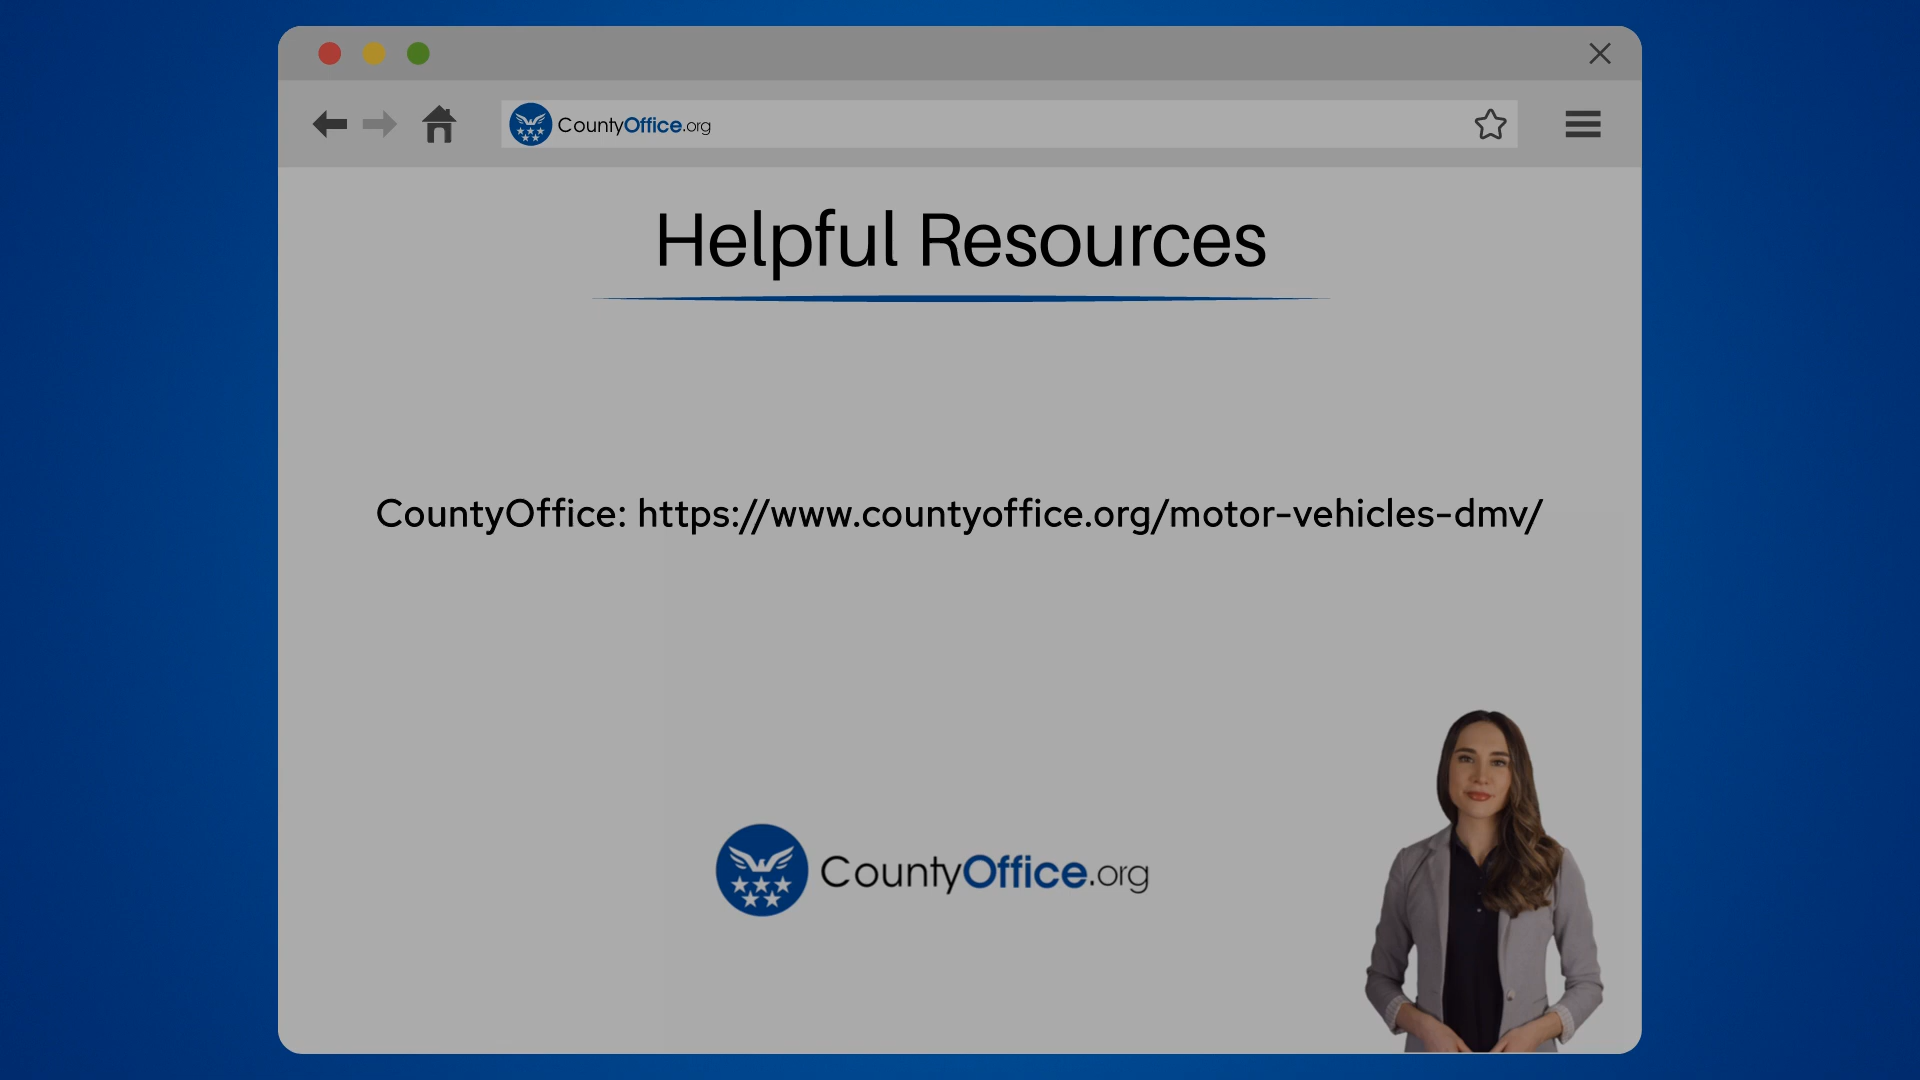 CountyOffice.org
Helpful Resources
CountyOffice: https://www.countyoffice.org/motor-vehicles-dmv/
CountyOffice.org